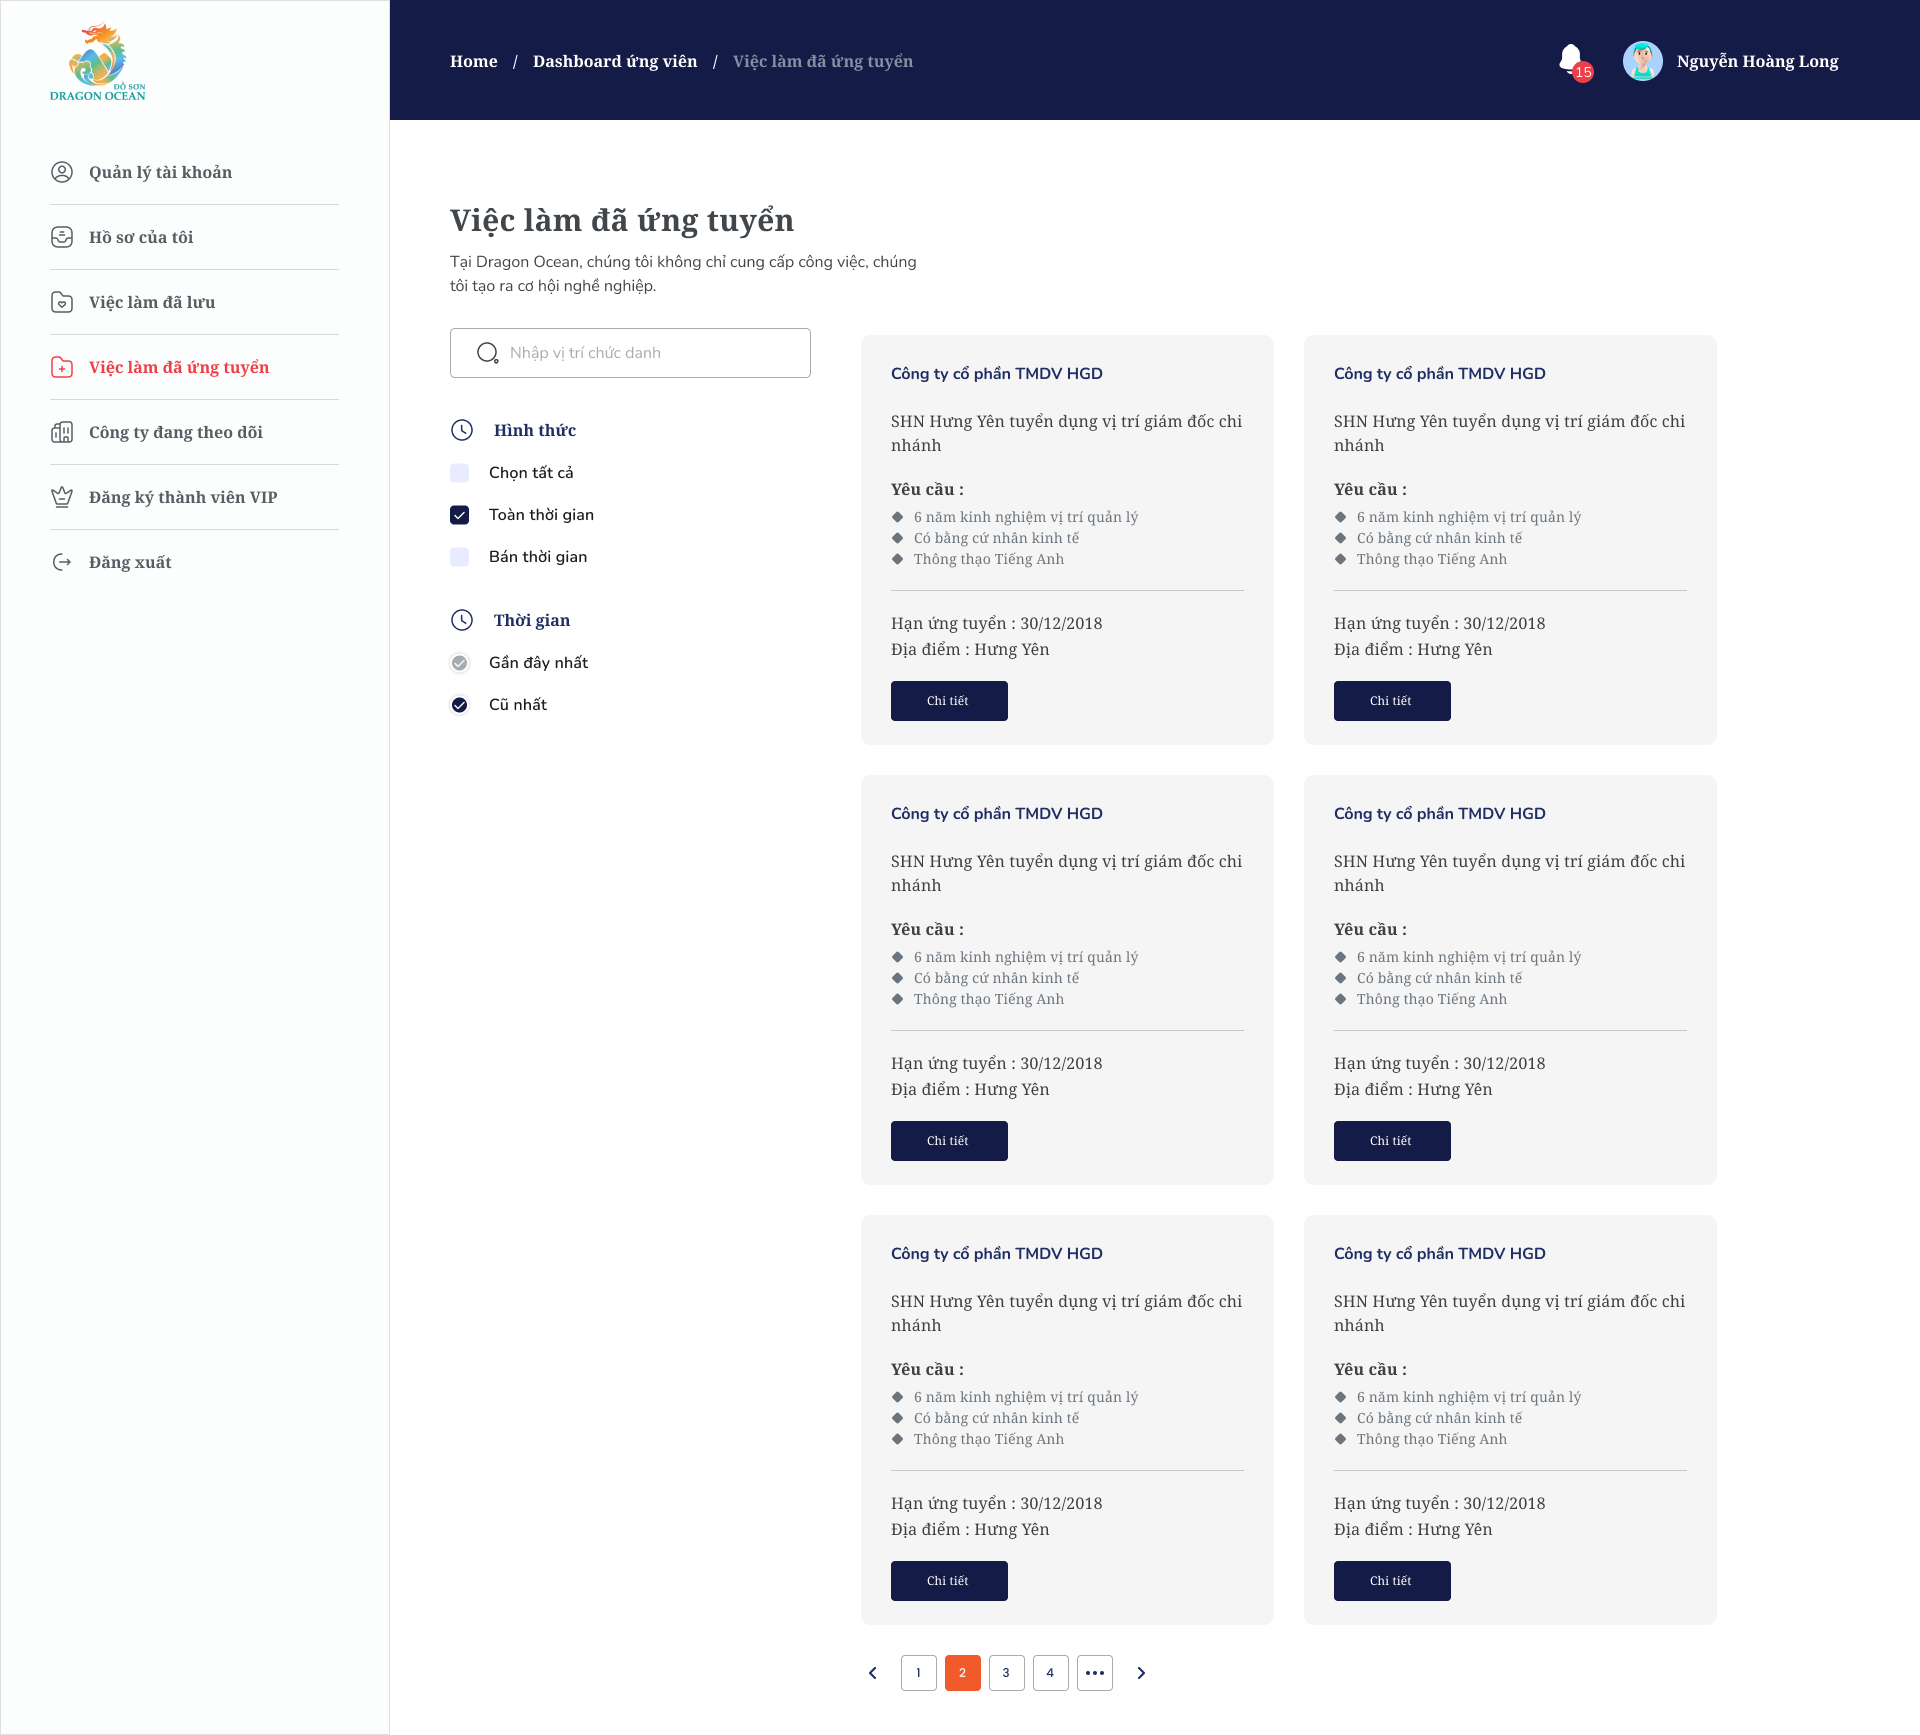 ĐỒ SƠN
DRAGON OCEAN
Quản lý tài khoản
Hồ sơ của tôi
Việc làm đã lưu
Việc làm đã ứng tuyển
Công ty đang theo dõi
Đăng ký thành viên VIP
Đăng xuất
Home / Dashboard ứng viên / Việc làm đã ứng tuyển
15
Nguyễn Hoàng Long
Việc làm đã ứng tuyển
Tại Dragon Ocean, chúng tôi không chỉ cung cấp công việc, chúng
tôi tạo ra cơ hội nghề nghiệp.
Nhập vị trí chức danh
Hình thức
Chọn tất cả
Toàn thời gian
Bán thời gian
Thời gian
Gần đây nhất
Cũ nhất
Công ty cổ phần TMDV HGD
SHN Hưng Yên tuyển dụng vị trí giám đốc chi
nhánh
Yêu cầu :
6 năm kinh nghiệm vị trí quản lý
Có bằng cứ nhân kinh tế
Thông thạo Tiếng Anh
Hạn ứng tuyển : 30/12/2018
Địa điểm : Hưng Yên
Chi tiết
Công ty cổ phần TMDV HGD
SHN Hưng Yên tuyển dụng vị trí giám đốc chi
nhánh
Yêu cầu :
6 năm kinh nghiệm vị trí quản lý
Có bằng cứ nhân kinh tế
Thông thạo Tiếng Anh
Hạn ứng tuyển : 30/12/2018
Địa điểm : Hưng Yên
Chi tiết
Công ty cổ phần TMDV HGD
SHN Hưng Yên tuyển dụng vị trí giám đốc chi
nhánh
Yêu cầu :
6 năm kinh nghiệm vị trí quản lý
Có bằng cứ nhân kinh tế
Thông thạo Tiếng Anh
Hạn ứng tuyển : 30/12/2018
Địa điểm : Hưng Yên
Chi tiết
Công ty cổ phần TMDV HGD
SHN Hưng Yên tuyển dụng vị trí giám đốc chi
nhánh
Yêu cầu :
6 năm kinh nghiệm vị trí quản lý
Có bằng cứ nhân kinh tế
Thông thạo Tiếng Anh
Hạn ứng tuyển : 30/12/2018
Địa điểm : Hưng Yên
Chi tiết
Công ty cổ phần TMDV HGD
SHN Hưng Yên tuyển dụng vị trí giám đốc chi
nhánh
Yêu cầu :
6 năm kinh nghiệm vị trí quản lý
Có bằng cứ nhân kinh tế
Thông thạo Tiếng Anh
Hạn ứng tuyển : 30/12/2018
Địa điểm : Hưng Yên
Chi tiết
Công ty cổ phần TMDV HGD
SHN Hưng Yên tuyển dụng vị trí giám đốc chi
nhánh
Yêu cầu :
6 năm kinh nghiệm vị trí quản lý
Có bằng cứ nhân kinh tế
Thông thạo Tiếng Anh
Hạn ứng tuyển : 30/12/2018
Địa điểm : Hưng Yên
Chi tiết
1 2 3 4 •••